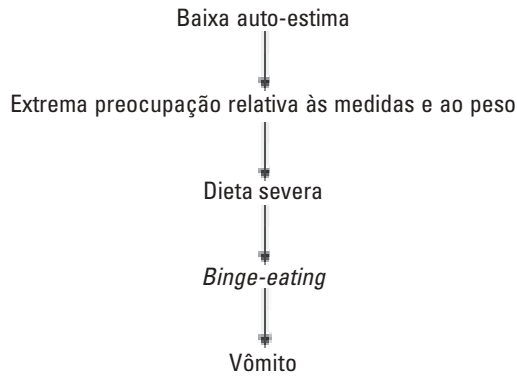 Baixa auto-estima
Extrema preocupação relativa às medidas e ao peso
Dieta severa
Binge-eating
Vômito